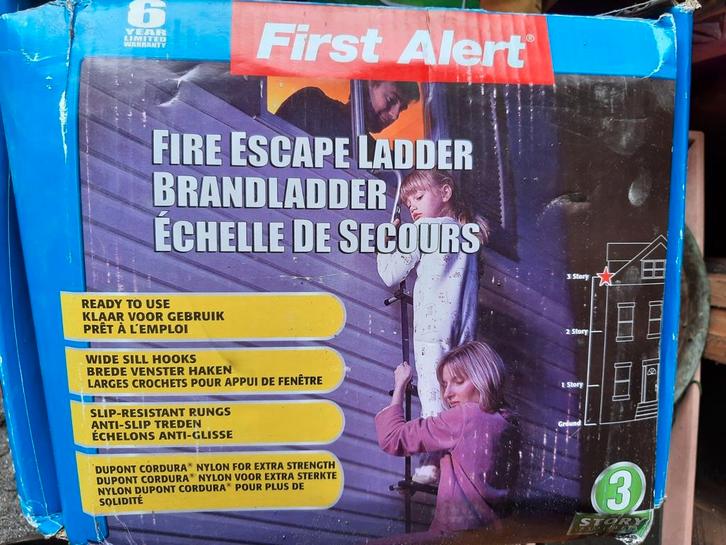 6
YEAR
LIMITED
WARRANTY
First Alert®
FIRE ESCAPE LADDER
BRANDLADDER
ÉCHELLE DE SECOURS
READY TO USE
KLAAR VOOR GEBRUIK
PRÊT À L'EMPLOI
WIDE SILL HOOKS
BREDE VENSTER HAKEN
LARGES CROCHETS POUR APPUI DE FENÊTRE
SLIP-RESISTANT RUNGS
ANTI-SLIP TREDEN
ÉCHELONS ANTI-GLISSE
DUPONT CORDURA® NYLON FOR EXTRA STRENGTH
DUPONT CORDURA® NYLON VOOR EXTRA STERKTE
NYLON DUPONT CORDURA® POUR PLUS DE
SOLIDITÉ
3 Story
2 Story
1 Story
Ground
3
STORY